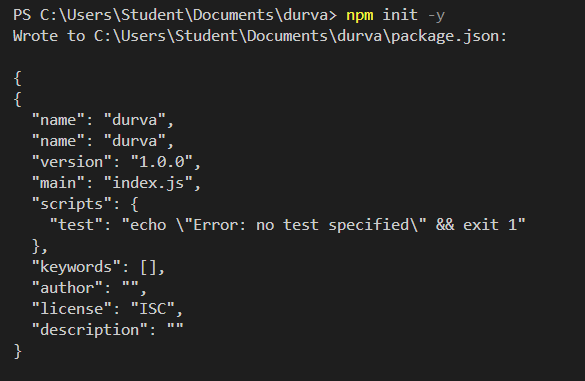 PS C:\Users\Student\Documents\durva> npm init -y
Wrote to C:\Users\Student\Documents\durva\package.json:

{
{
  "name": "durva",
  "name": "durva",
  "version": "1.0.0",
  "main": "index.js",
  "scripts": {
    "test": "echo \"Error: no test specified\" && exit 1"
  },
  "keywords": [],
  "author": "",
  "license": "ISC",
  "description": ""
}